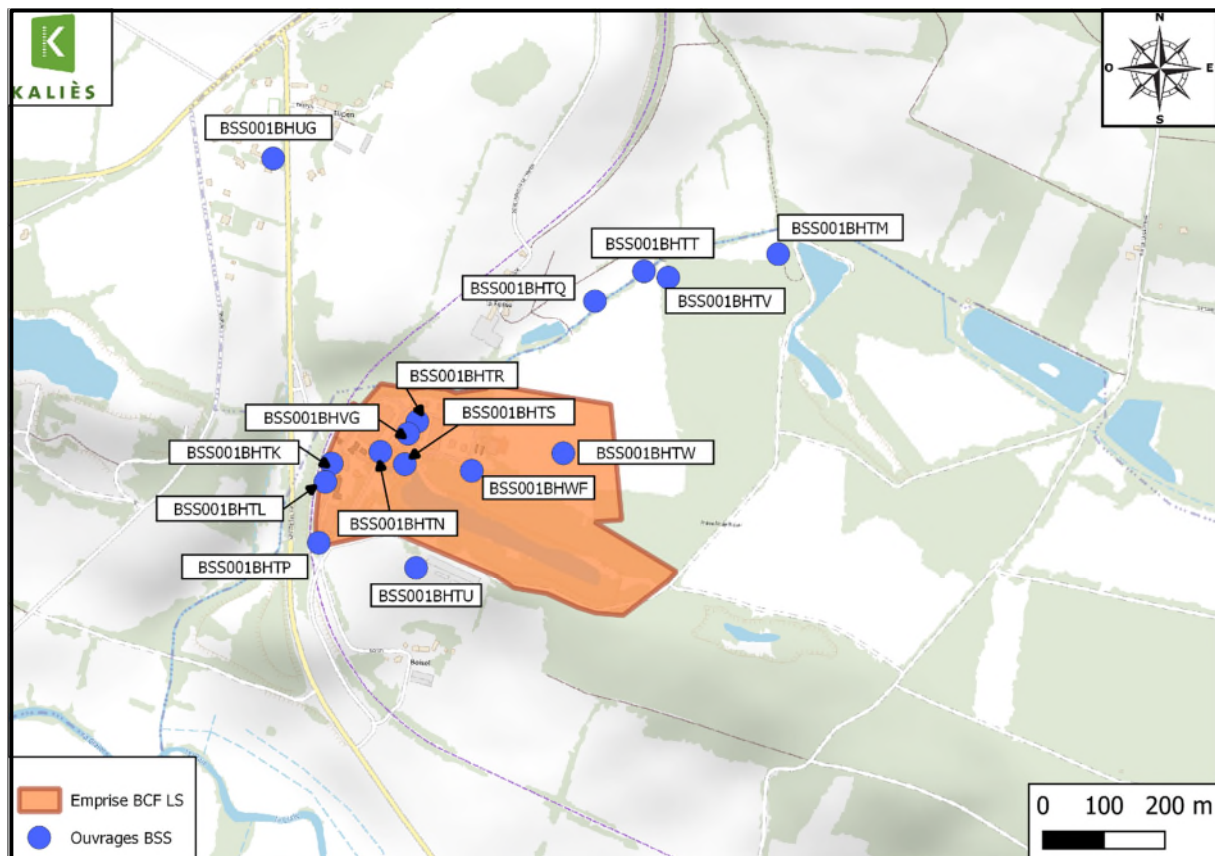 KALIÈS
N
O
E
S
BSS001BHUG
BSS001BHTM
BSS001BHTT
BSS001BHTQ
BSS001BHTV
BSS001BHTR
BSS001BHVG
BSS001BHTS
BSS001BHTK
BSS001BHTW
BSS001BHWF
BSS001BHTL
BSS001BHTN
BSS001BHTP
BSS001BHTU
Emprise BCF LS
Ouvrages BSS
0 100 200 m